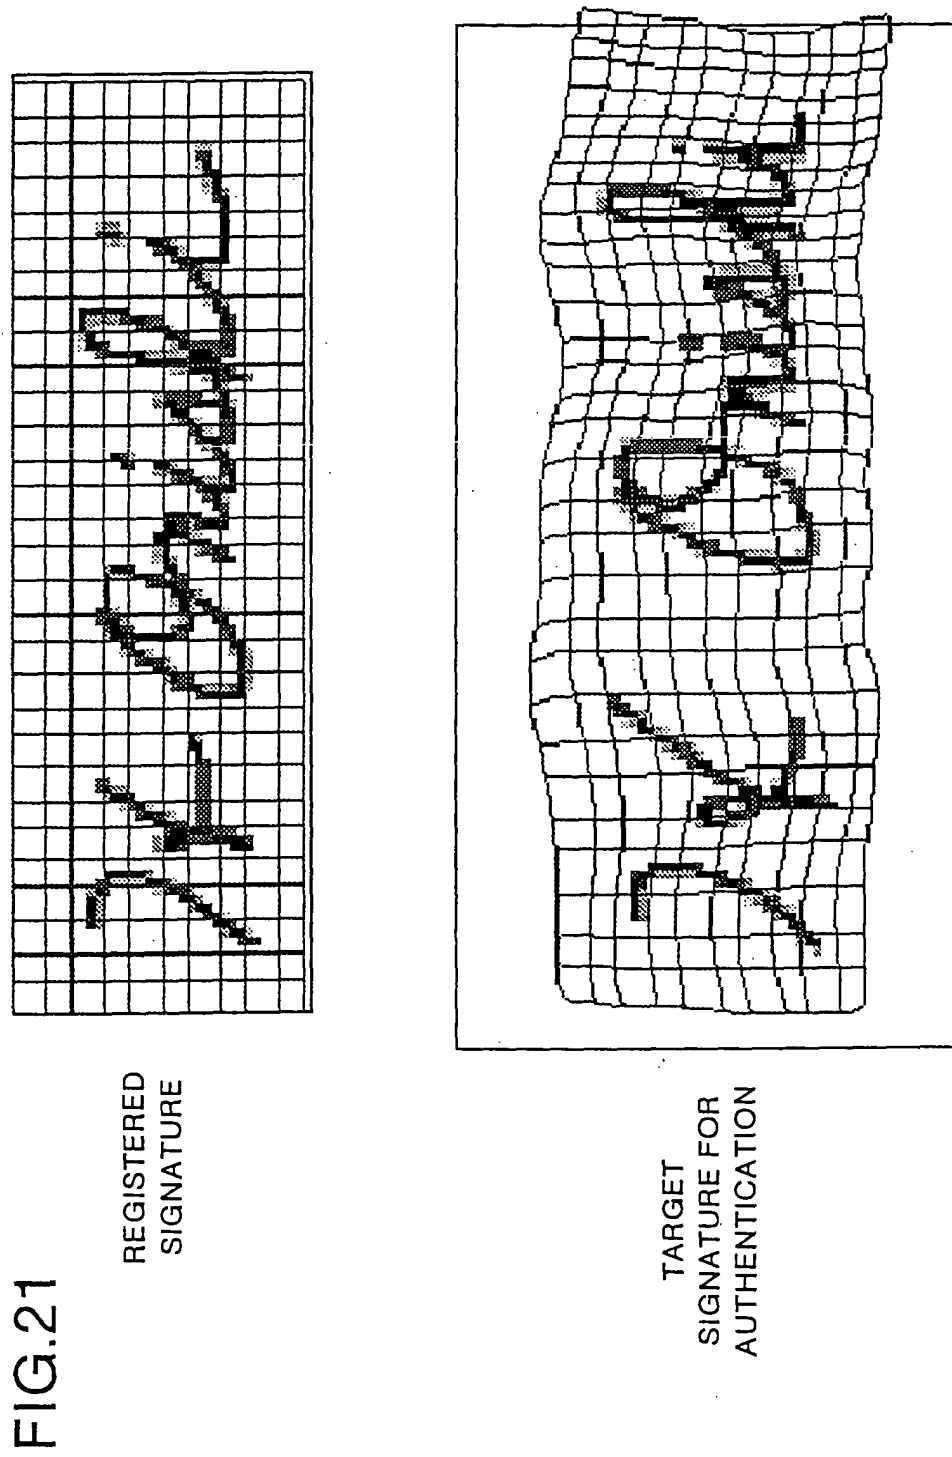 FIG.21
REGISTERED
SIGNATURE
TARGET
SIGNATURE FOR
AUTHENTICATION